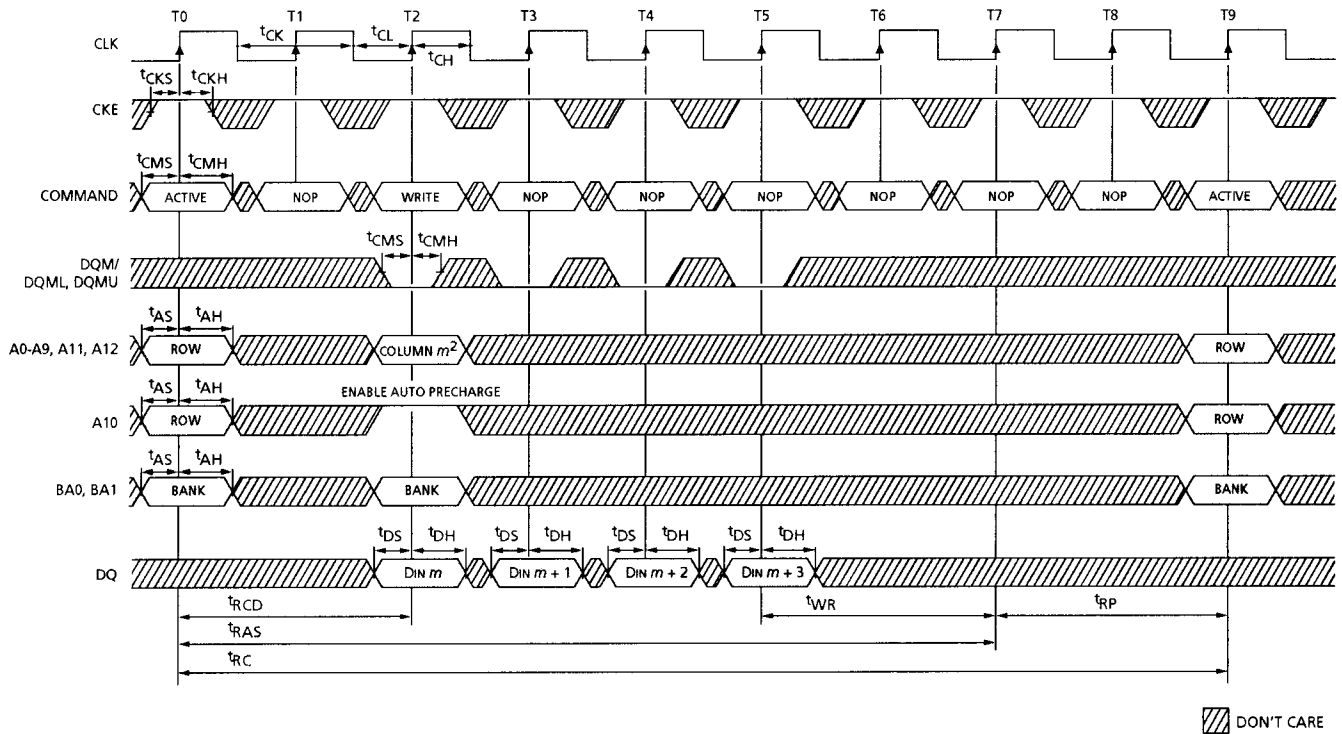 T0 T1 T2 T3 T4 T5 T6 T7 T8 T9
CLK tCK tCL tCH
tCKS tCKH
CKE
tCMS tCMH
COMMAND ACTIVE NOP WRITE NOP NOP NOP NOP NOP NOP ACTIVE
tCMS tCMH
DQM/
DQML, DQMU
tAS tAH
A0-A9, A11, A12 ROW COLUMN m2 ROW
ENABLE AUTO PRECHARGE
tAS tAH
A10 ROW ROW
tAS tAH
BA0, BA1 BANK BANK BANK
tDS tDH tDS tDH tDS tDH tDS tDH
DQ DIN m DIN m + 1 DIN m + 2 DIN m + 3
tRCD tWR tRP
tRAS
tRC
DON'T CARE